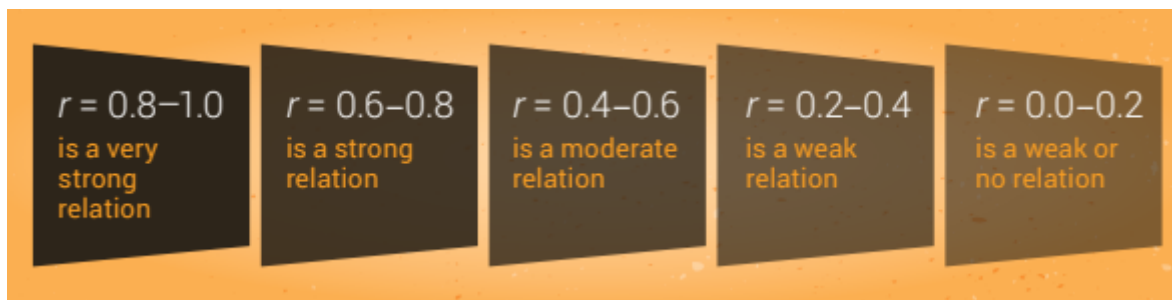 r = 0.8–1.0
is a very
strong
relation
r = 0.6–0.8
is a strong
relation
r = 0.4–0.6
is a moderate
relation
r = 0.2–0.4
is a weak
relation
r = 0.0–0.2
is a weak or
no relation